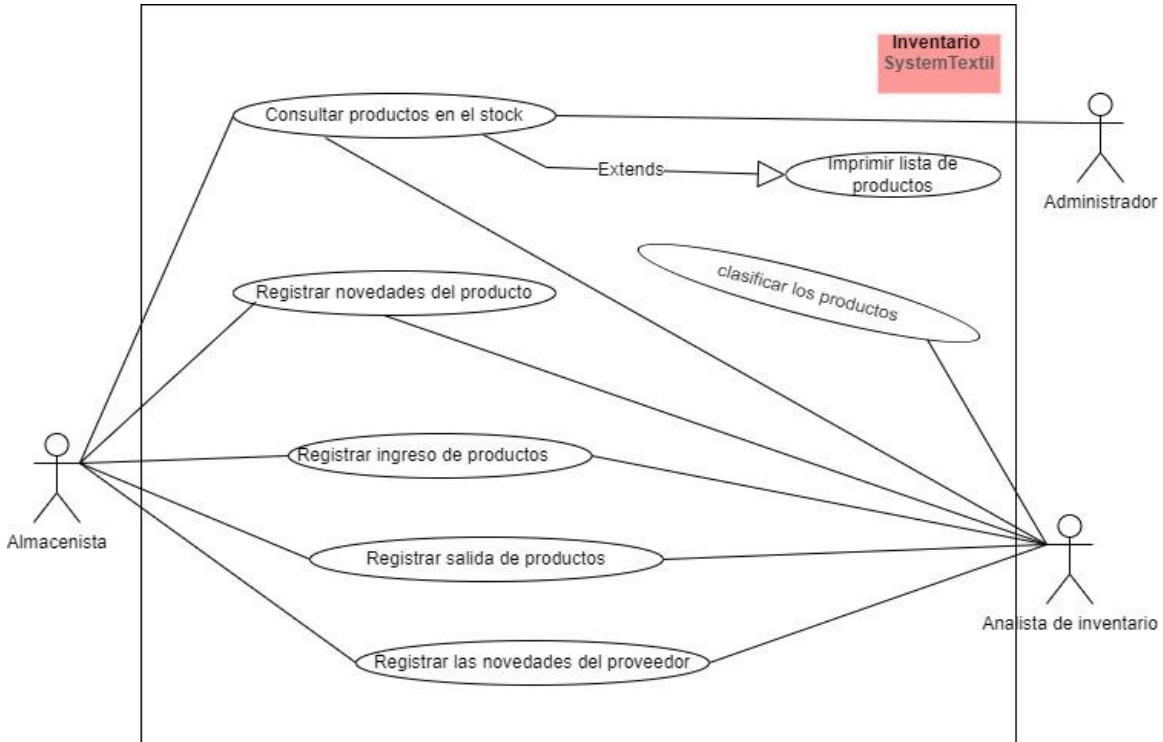 Inventario
SystemTextil
Consultar productos en el stock
Extends
Imprimir lista de
productos
Administrador
clasificar los productos
Registrar novedades del producto
Registrar ingreso de productos
Almacenista
Registrar salida de productos
Analista de inventario
Registrar las novedades del proveedor